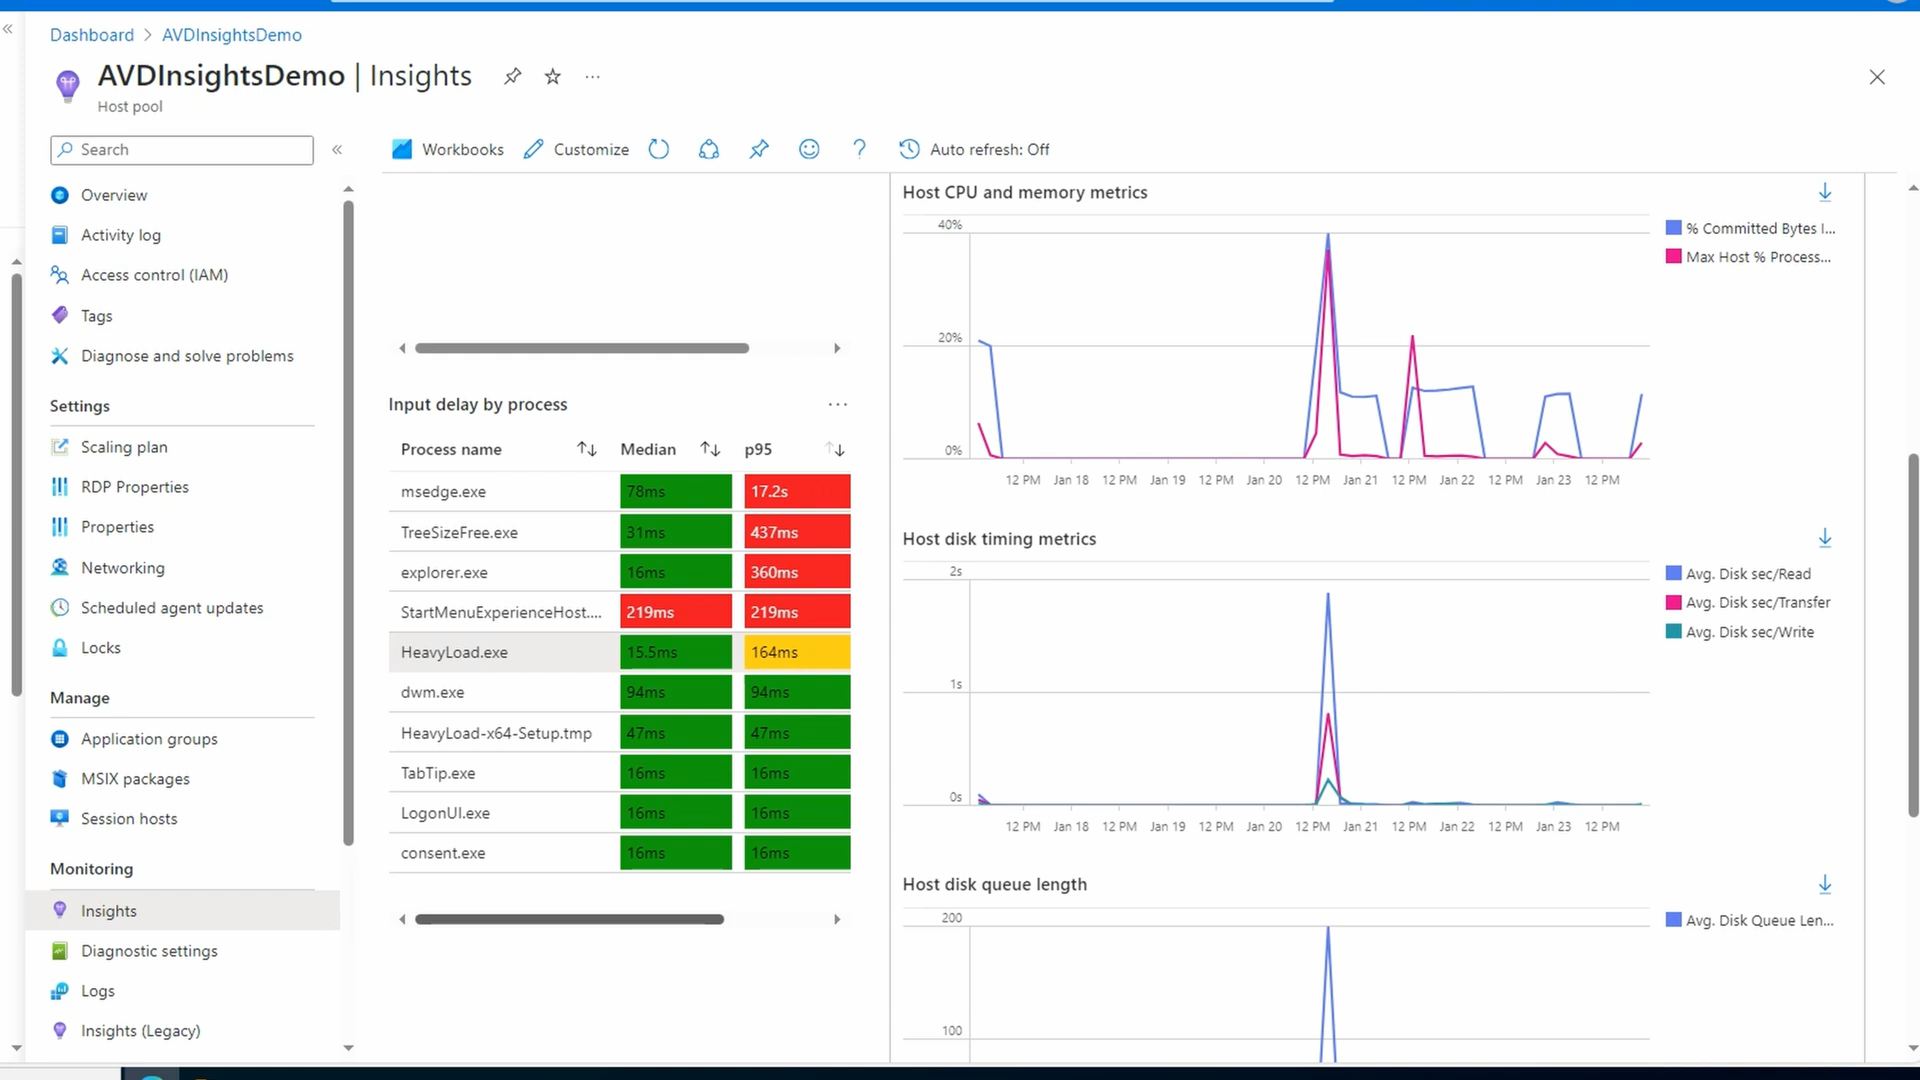 Dashboard > AVDInsightsDemo
AVDInsightsDemo | Insights
Host pool
Search
Overview
Activity log
Access control (IAM)
Tags
Diagnose and solve problems
Settings
Scaling plan
RDP Properties
Properties
Networking
Scheduled agent updates
Locks
Manage
Application groups
MSIX packages
Session hosts
Monitoring
Insights
Diagnostic settings
Logs
Insights (Legacy)
Workbooks Customize ? Auto refresh: Off
Input delay by process
Process name Median p95
msedge.exe 78ms 17.2s
TreeSizeFree.exe 31ms 437ms
explorer.exe 16ms 360ms
StartMenuExperienceHost.... 219ms 219ms
HeavyLoad.exe 15.5ms 164ms
dwm.exe 94ms 94ms
HeavyLoad-x64-Setup.tmp 47ms 47ms
TabTip.exe 16ms 16ms
LogonUI.exe 16ms 16ms
consent.exe 16ms 16ms
Host CPU and memory metrics
40%
20%
0%
12 PM Jan 18 12 PM Jan 19 12 PM Jan 20 12 PM Jan 21 12 PM Jan 22 12 PM Jan 23 12 PM
% Committed Bytes I...
Max Host % Process...
Host disk timing metrics
2s
1s
0s
12 PM Jan 18 12 PM Jan 19 12 PM Jan 20 12 PM Jan 21 12 PM Jan 22 12 PM Jan 23 12 PM
Avg. Disk sec/Read
Avg. Disk sec/Transfer
Avg. Disk sec/Write
Host disk queue length
200
100
Avg. Disk Queue Len...